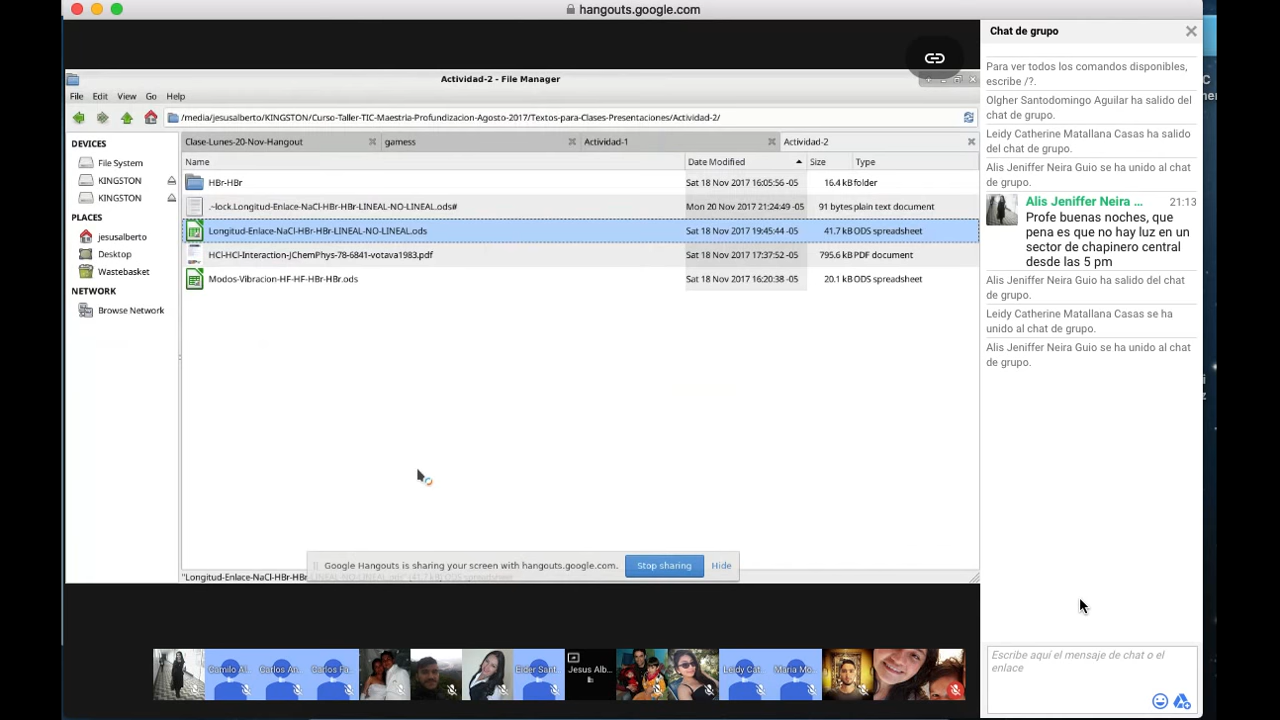 hangouts.google.com
Actividad-2 - File Manager
File Edit View Go Help
/media/jesusalberto/KINGSTON/Curso-Taller-TIC-Maestria-Profundizacion-Agosto-2017/Textos-para-Clases-Presentaciones/Actividad-2/
DEVICES
File System
KINGSTON
KINGSTON
PLACES
jesusalberto
Desktop
Wastebasket
NETWORK
Browse Network
Clase-Lunes-20-Nov-Hangout gamess Actividad-1 Actividad-2
Name Date Modified Size Type
HBr-HBr Sat 18 Nov 2017 16:05:56 -05 16.4 kB folder
.~lock.Longitud-Enlace-NaCl-HBr-HBr-LINEAL-NO-LINEAL.ods# Mon 20 Nov 2017 21:24:49 -05 91 bytes plain text document
Longitud-Enlace-NaCl-HBr-HBr-LINEAL-NO-LINEAL.ods Sat 18 Nov 2017 19:45:44 -05 41.7 kB ODS spreadsheet
HCl-HCl-Interaction-JChemPhys-78-6841-votava1983.pdf Sat 18 Nov 2017 17:37:52 -05 795.6 kB PDF document
Modos-Vibracion-HF-HF-HBr-HBr.ods Sat 18 Nov 2017 16:20:38 -05 20.1 kB ODS spreadsheet
Google Hangouts is sharing your screen with hangouts.google.com. Stop sharing Hide
"Longitud-Enlace-NaCl-HBr-HBr
Camilo Al Carlos An Carlos Fa Eider Sant Jesus Alb... Leidy Cat Maria Mo
Chat de grupo
Para ver todos los comandos disponibles,
escribe /?.
Olgher Santodomingo Aguilar ha salido del
chat de grupo.
Leidy Catherine Matallana Casas ha salido
del chat de grupo.
Alis Jeniffer Neira Guio se ha unido al chat
de grupo.
Alis Jeniffer Neira ... 21:13
Profe buenas noches, que
pena es que no hay luz en un
sector de chapinero central
desde las 5 pm
Alis Jeniffer Neira Guio ha salido del chat
de grupo.
Leidy Catherine Matallana Casas se ha
unido al chat de grupo.
Alis Jeniffer Neira Guio se ha unido al chat
de grupo.
Escribe aquí el mensaje de chat o el
enlace